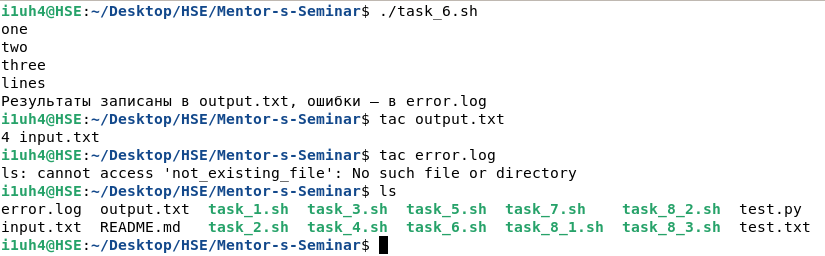 i1uh4@HSE:~/Desktop/HSE/Mentor-s-Seminar$ ./task_6.sh
one
two
three
lines
Результаты записаны в output.txt, ошибки — в error.log
i1uh4@HSE:~/Desktop/HSE/Mentor-s-Seminar$ tac output.txt
4 input.txt
i1uh4@HSE:~/Desktop/HSE/Mentor-s-Seminar$ tac error.log
ls: cannot access 'not_existing_file': No such file or directory
i1uh4@HSE:~/Desktop/HSE/Mentor-s-Seminar$ ls
error.log  output.txt  task_1.sh  task_3.sh  task_5.sh  task_7.sh    task_8_2.sh  test.py
input.txt  README.md   task_2.sh  task_4.sh  task_6.sh  task_8_1.sh  task_8_3.sh  test.txt
i1uh4@HSE:~/Desktop/HSE/Mentor-s-Seminar$